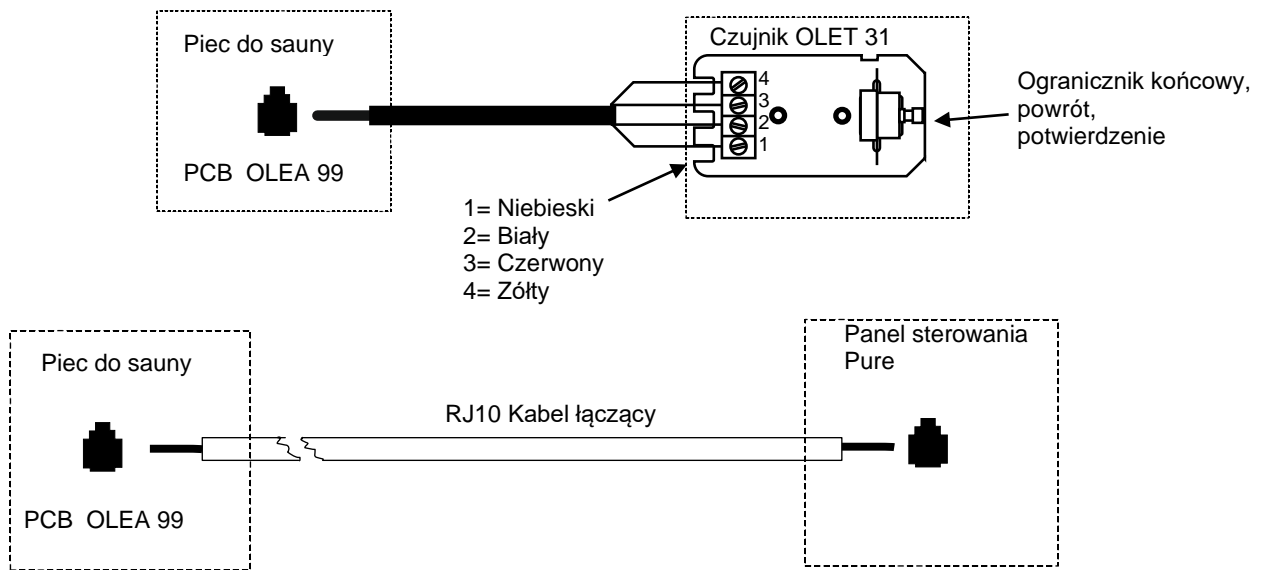 Piec do sauny
PCB OLEA 99
Czujnik OLET 31
4
3
2
1
Ogranicznik końcowy,
powrót,
potwierdzenie
1= Niebieski
2= Biały
3= Czerwony
4= Zółty
Piec do sauny
PCB OLEA 99
RJ10 Kabel łączący
Panel sterowania
Pure